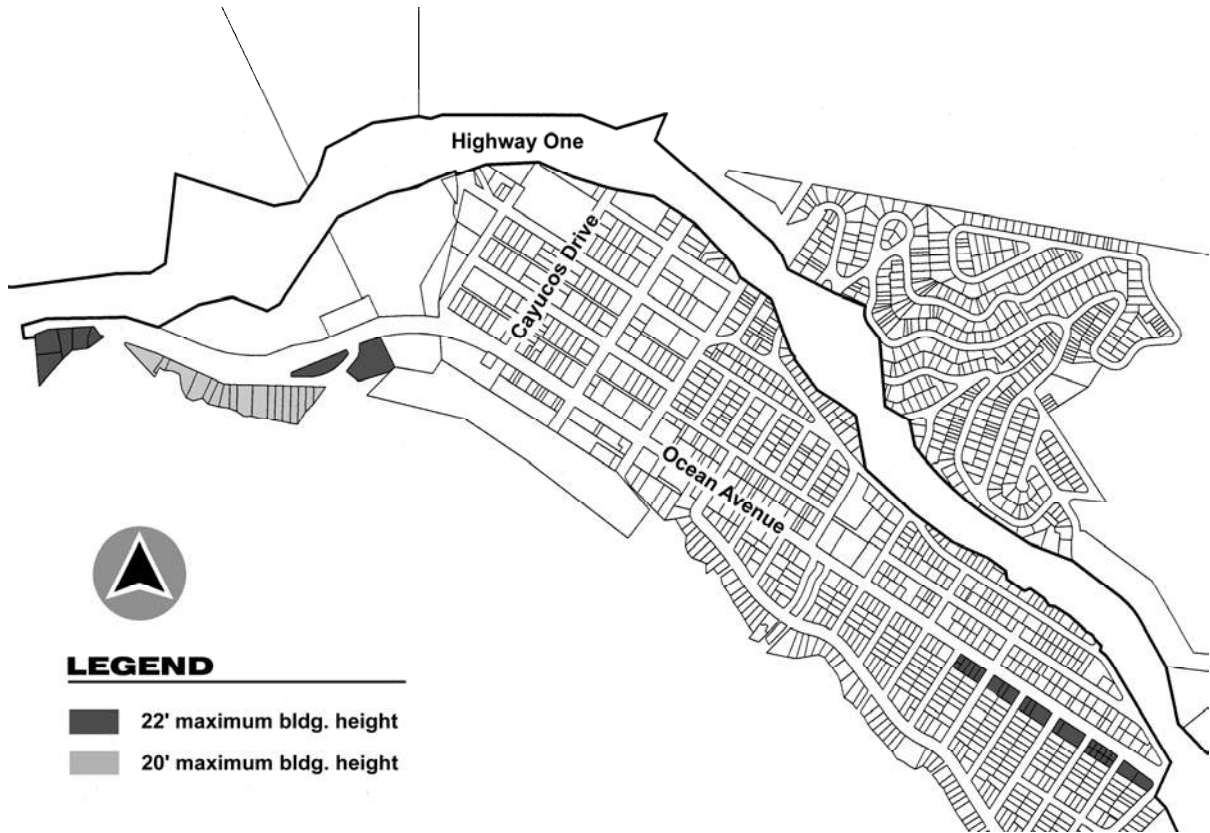 Highway One
Cayucos Drive
Ocean Avenue
LEGEND
22' maximum bldg. height
20' maximum bldg. height